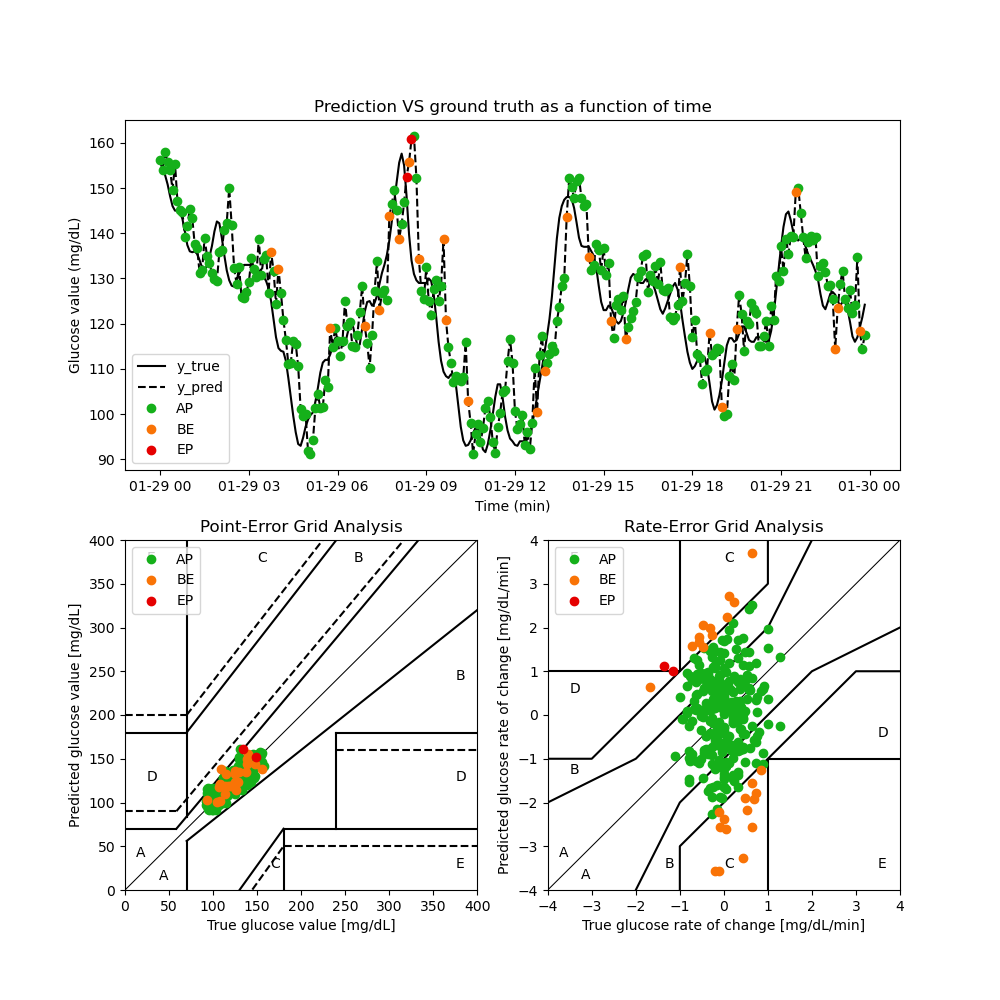 Prediction VS ground truth as a function of time
Glucose value (mg/dL)
160
150
140
130
120
110
100
90
y_true
y_pred
AP
BE
EP
01-29 00 01-29 03 01-29 06 01-29 09 01-29 12 01-29 15 01-29 18 01-29 21 01-30 00
Time (min)
Point-Error Grid Analysis
Predicted glucose value [mg/dL]
400
350
300
250
200
150
100
50
0
AP
BE
EP
C B
B
D D
A
A C E
0 50 100 150 200 250 300 350 400
True glucose value [mg/dL]
Rate-Error Grid Analysis
Predicted glucose rate of change [mg/dL/min]
4
3
2
1
0
−1
−2
−3
−4
AP
BE
EP
C
D
D
B
A
A B C E
−4 −3 −2 −1 0 1 2 3 4
True glucose rate of change [mg/dL/min]